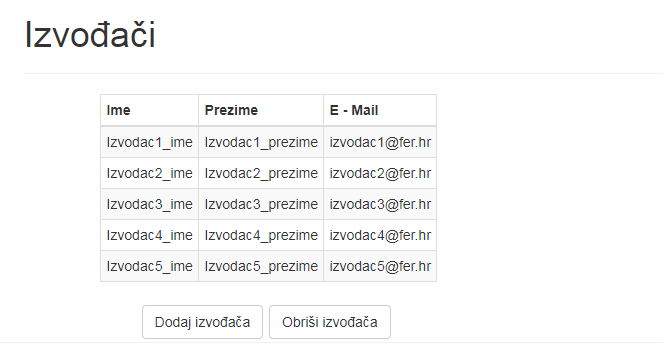 Izvođači
Ime Prezime E - Mail
Izvodac1_ime Izvodac1_prezime izvodac1@fer.hr
Izvodac2_ime Izvodac2_prezime izvodac2@fer.hr
Izvodac3_ime Izvodac3_prezime izvodac3@fer.hr
Izvodac4_ime Izvodac4_prezime izvodac4@fer.hr
Izvodac5_ime Izvodac5_prezime izvodac5@fer.hr
Dodaj izvođača Obriši izvođača